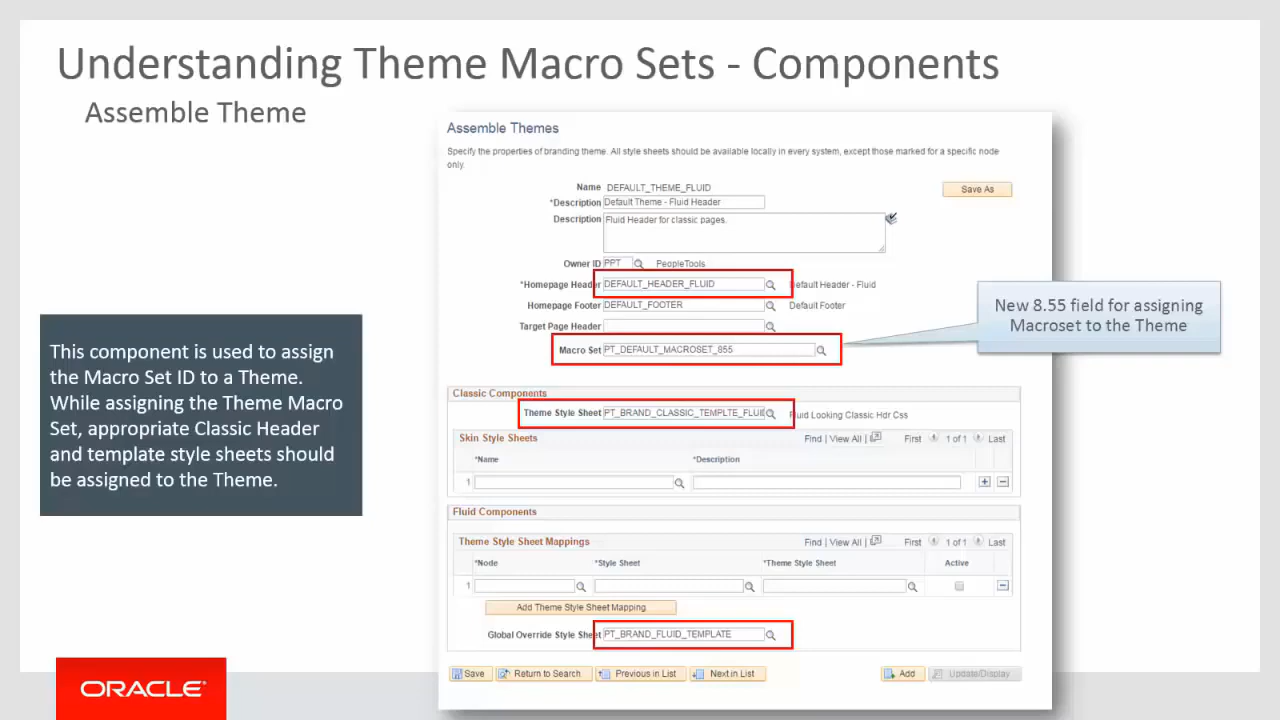 Understanding Theme Macro Sets - Components
Assemble Theme
This component is used to assign
the Macro Set ID to a Theme.
While assigning the Theme Macro
Set, appropriate Classic Header
and template style sheets should
be assigned to the Theme.
Assemble Themes
Specify the properties of branding theme. All style sheets should be available locally in every system, except those marked for a specific node
only.
Name DEFAULT_THEME_FLUID
Save As
*Description Default Theme - Fluid Header
Description Fluid Header for classic pages.
Owner ID PPT PeopleTools
*Homepage Header DEFAULT_HEADER_FLUID Default Header - Fluid
Homepage Footer DEFAULT_FOOTER Default Footer
Target Page Header
Macro Set PT_DEFAULT_MACROSET_855
New 8.55 field for assigning
Macroset to the Theme
Classic Components
Theme Style Sheet PT_BRAND_CLASSIC_TEMPLTE_FLUI Fluid Looking Classic Hdr Css
Skin Style Sheets Find | View All | First 1 of 1 Last
*Name *Description
1
Fluid Components
Theme Style Sheet Mappings Find | View All | First 1 of 1 Last
*Node *Style Sheet *Theme Style Sheet Active
1
Add Theme Style Sheet Mapping
Global Override Style Sheet PT_BRAND_FLUID_TEMPLATE
Save Return to Search Previous in List Next in List Add Update/Display
ORACLE®